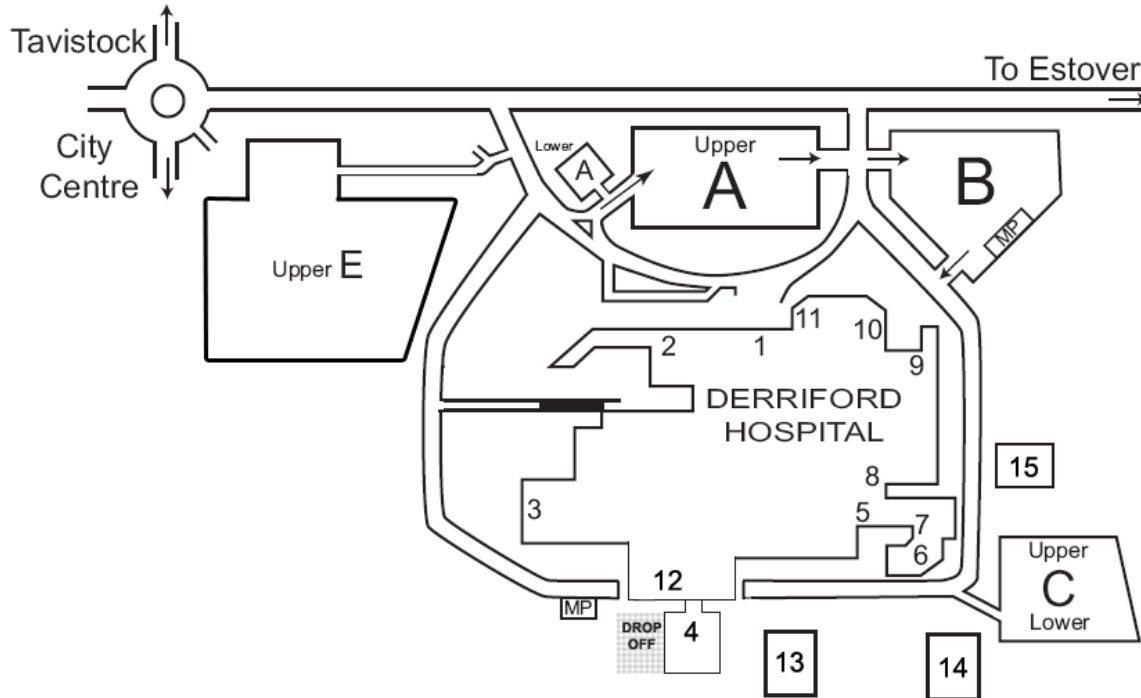 Tavistock
To Estover
City
Centre
Lower
A
Upper
A
B
MP
Upper E
11
10
2
1
9
DERRIFORD
HOSPITAL
15
8
3
5
7
6
Upper
C
Lower
12
MP
DROP
OFF
4
13
14